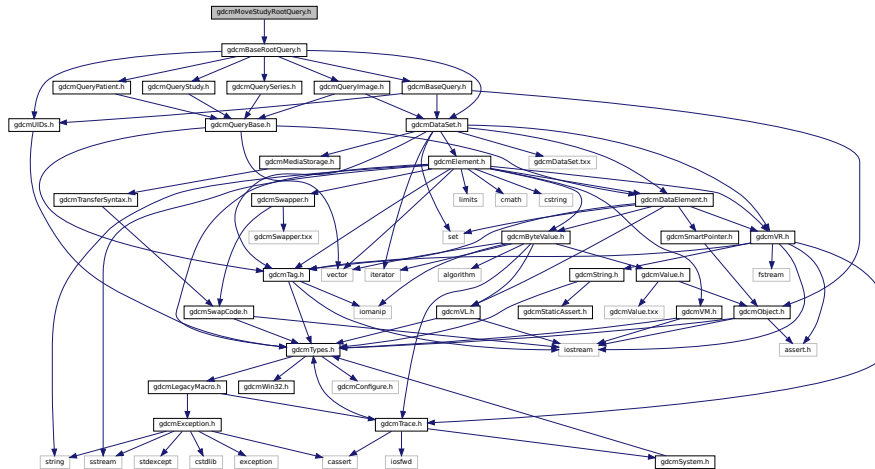 gdcmMoveStudyRootQuery.h
gdcmBaseRootQuery.h
gdcmQueryPatient.h
gdcmQueryStudy.h
gdcmQuerySeries.h
gdcmQueryImage.h
gdcmBaseQuery.h
gdcmUIDs.h
gdcmQueryBase.h
gdcmDataSet.h
gdcmMediaStorage.h
gdcmElement.h
gdcmDataSet.txx
gdcmTransferSyntax.h
gdcmSwapper.h
limits
cmath
cstring
gdcmDataElement.h
gdcmSwapper.txx
set
gdcmByteValue.h
gdcmSmartPointer.h
gdcmVR.h
gdcmTag.h
vector
iterator
algorithm
gdcmString.h
gdcmValue.h
fstream
gdcmSwapCode.h
iomanip
gdcmVL.h
gdcmStaticAssert.h
gdcmValue.txx
gdcmVM.h
gdcmObject.h
gdcmTypes.h
iostream
assert.h
gdcmLegacyMacro.h
gdcmWin32.h
gdcmConfigure.h
gdcmException.h
gdcmTrace.h
string
sstream
stdexcept
cstdlib
exception
cassert
iosfwd
gdcmSystem.h